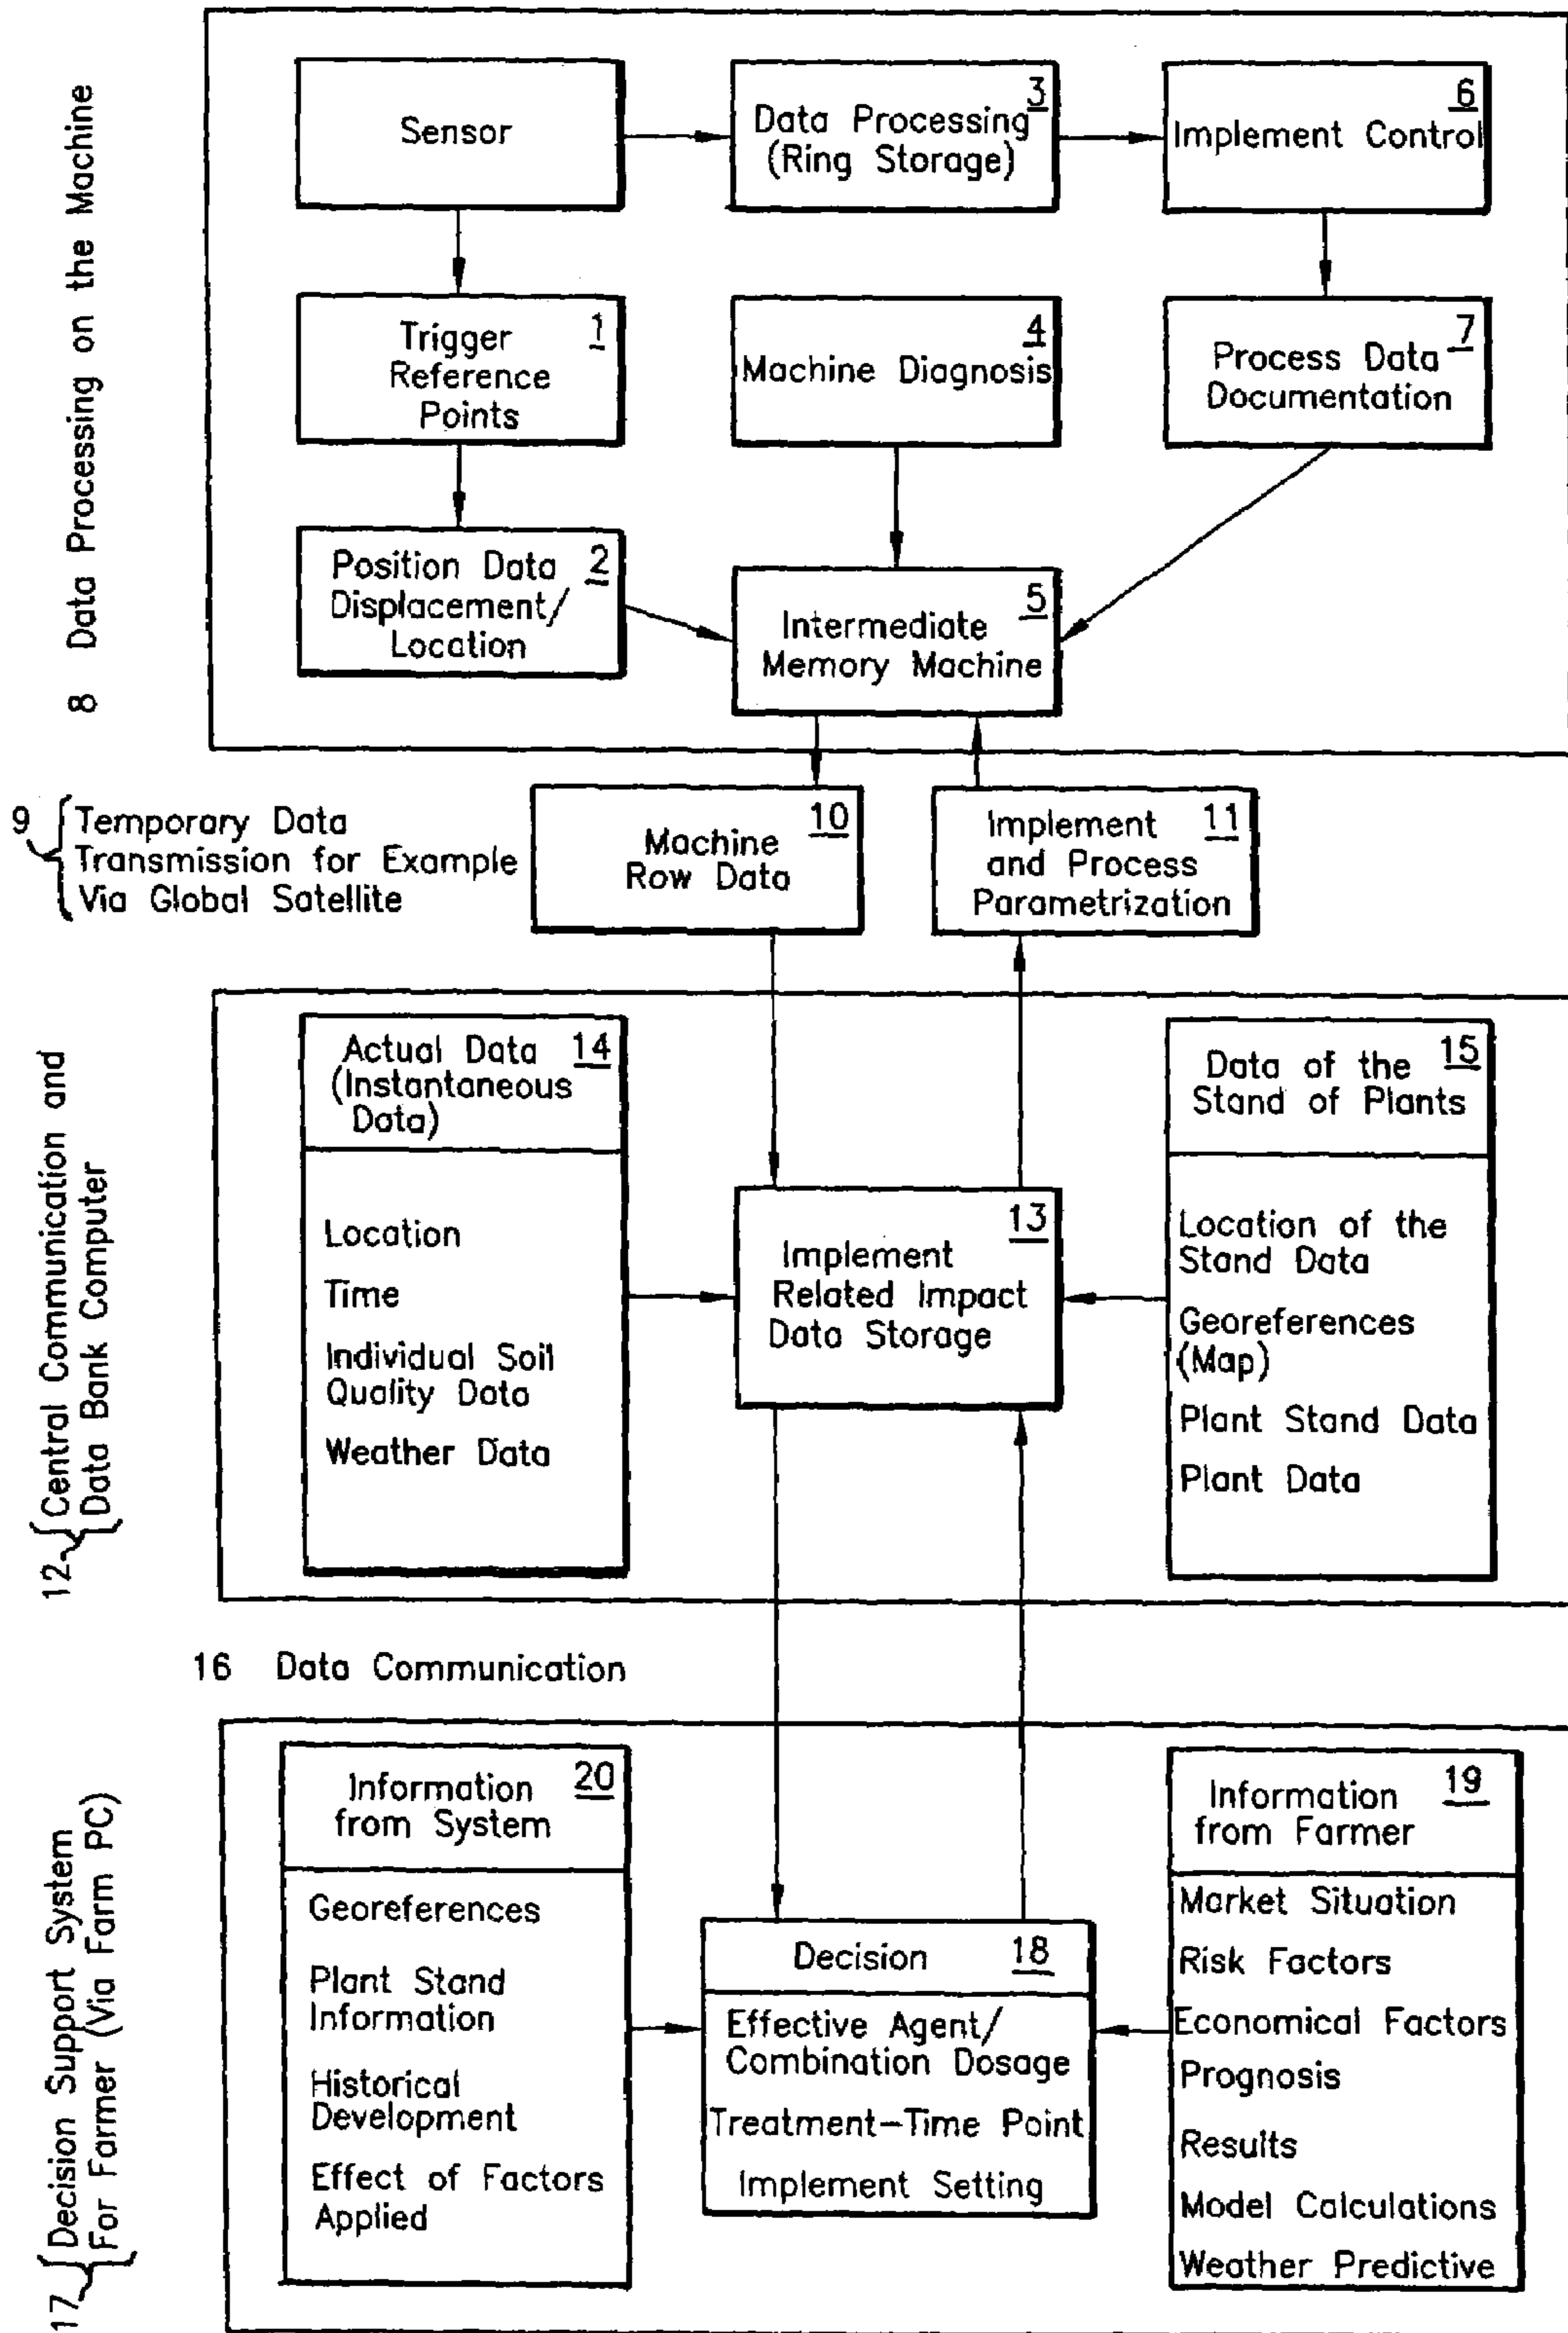 8 Data Processing on the Machine
Sensor
3
Data Processing
(Ring Storage)
6
Implement Control
1
Trigger
Reference
Points
4
Machine Diagnosis
7
Process Data
Documentation
2
Position Data
Displacement/
Location
5
Intermediate
Memory Machine
9
Temporary Data
Transmission for Example
Via Global Satellite
10
Machine
Row Data
11
Implement
and Process
Parametrization
12
Central Communication and
Data Bank Computer
14
Actual Data
(Instantaneous
Data)
Location
Time
Individual Soil
Quality Data
Weather Data
13
Implement
Related Impact
Data Storage
15
Data of the
Stand of Plants
Location of the
Stand Data
Georeferences
(Map)
Plant Stand Data
Plant Data
16 Data Communication
17
Decision Support System
For Farmer (Via Farm PC)
20
Information
from System
Georeferences
Plant Stand
Information
Historical
Development
Effect of Factors
Applied
Decision 18
Effective Agent/
Combination Dosage
Treatment-Time Point
Implement Setting
19
Information
from Farmer
Market Situation
Risk Factors
Economical Factors
Prognosis
Results
Model Calculations
Weather Predictive